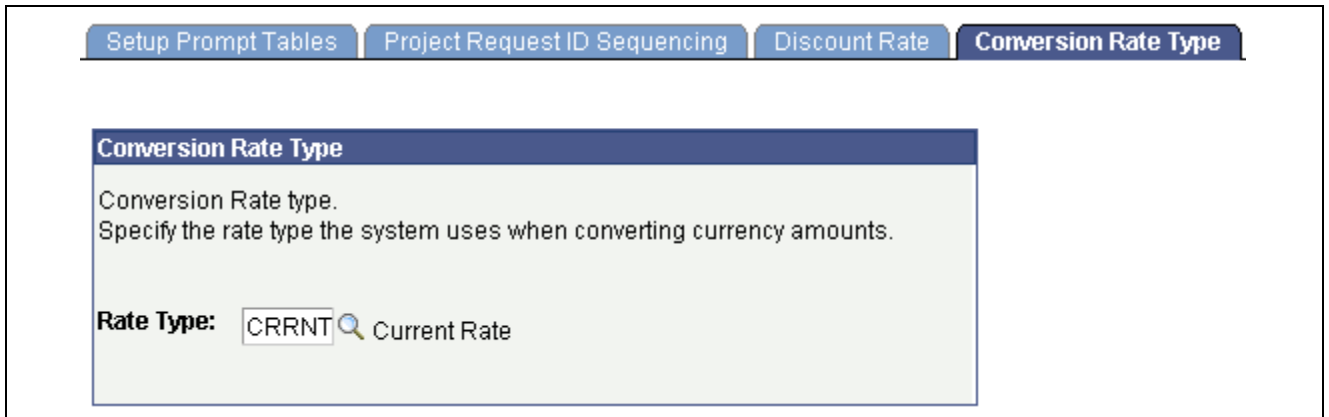 Setup Prompt Tables Project Request ID Sequencing Discount Rate Conversion Rate Type
Conversion Rate Type
Conversion Rate type.
Specify the rate type the system uses when converting currency amounts.
Rate Type: CRRNT Current Rate